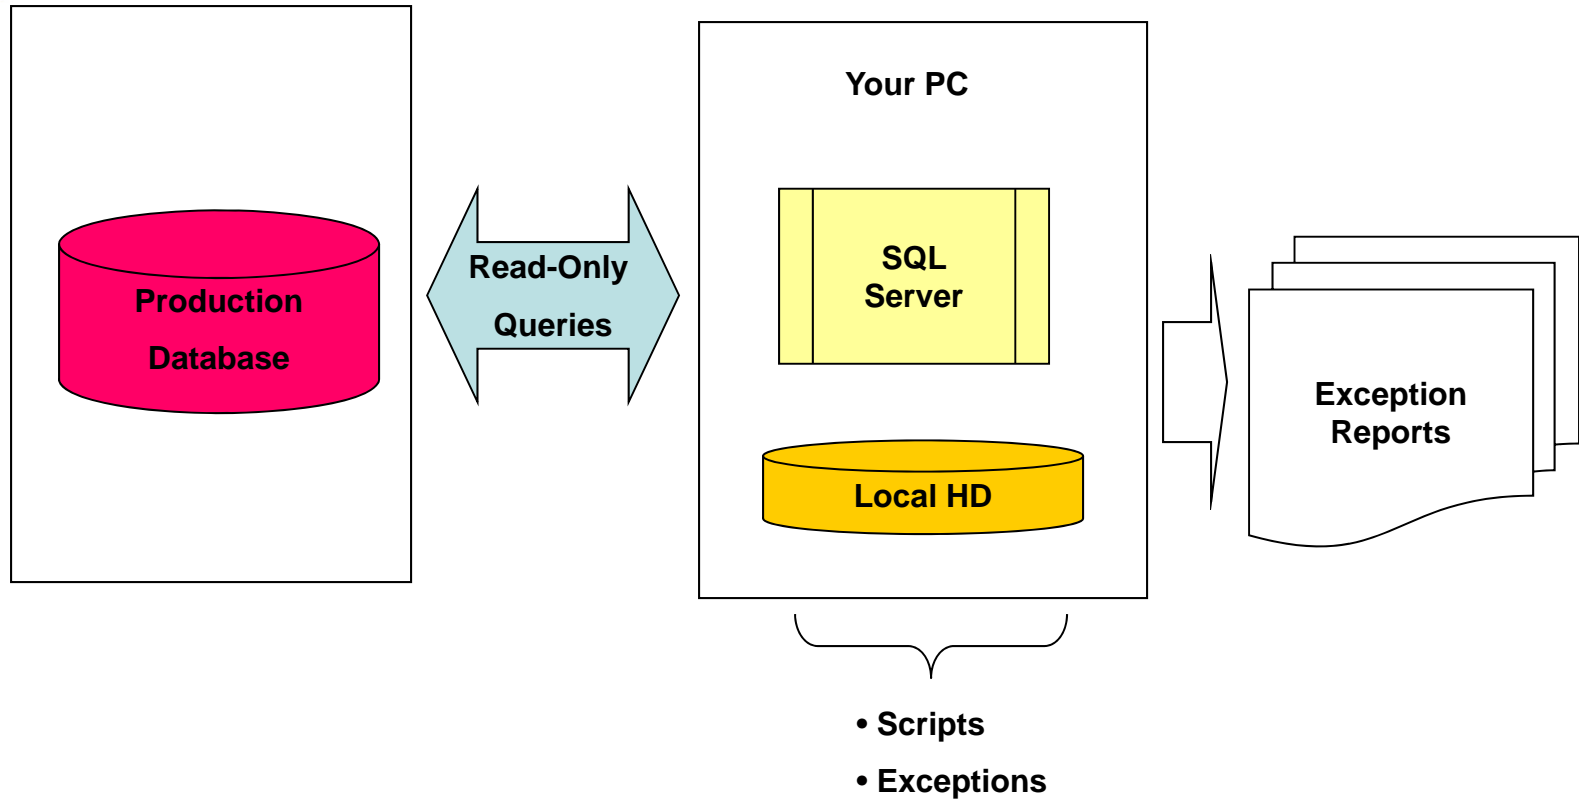 Production
Database
Read-Only
Queries
Your PC
SQL
Server
Local HD
• Scripts
• Exceptions
Exception
Reports